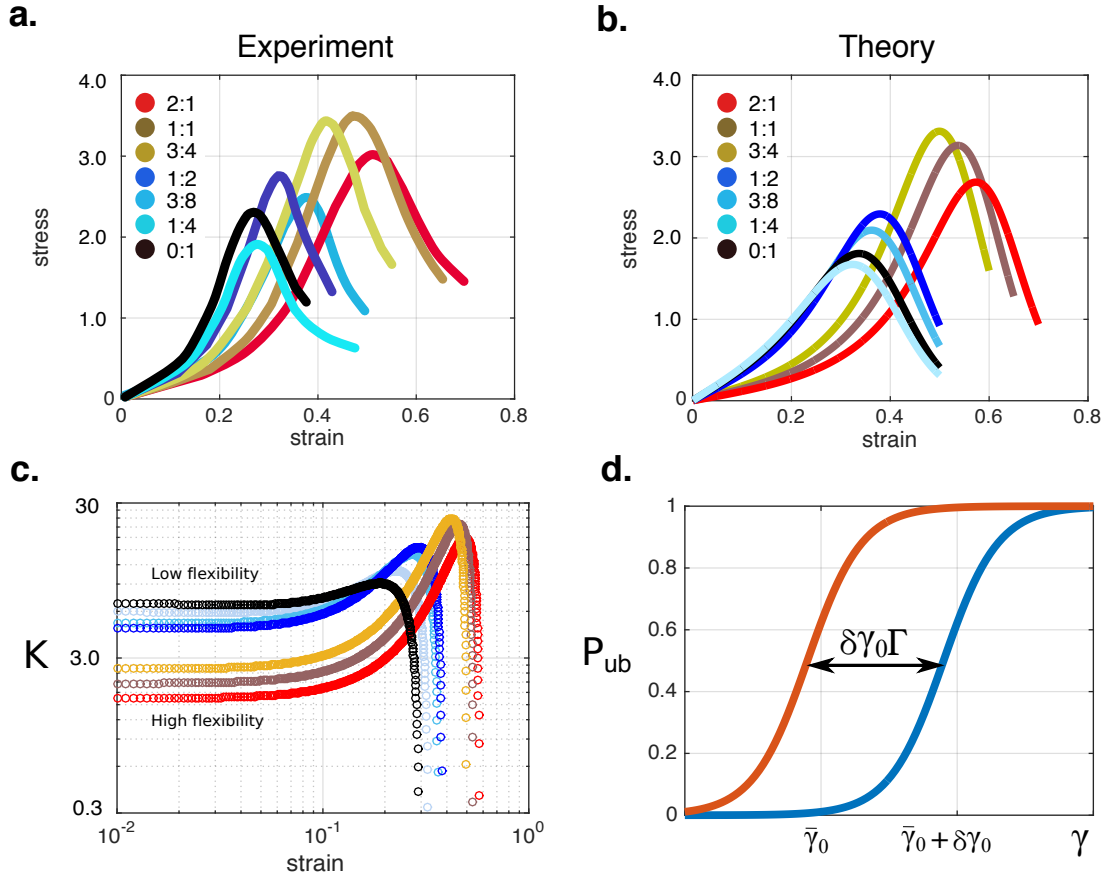 a.
Experiment
4.0
3.0
2.0
1.0
0
stress
2:1
1:1
3:4
1:2
3:8
1:4
0:1
0
0.2
0.4
0.6
0.8
strain
b.
Theory
4.0
3.0
2.0
1.0
0
stress
2:1
1:1
3:4
1:2
3:8
1:4
0:1
0
0.2
0.4
0.6
0.8
strain
c.
30
3.0
0.3
K
Low flexibility
High flexibility
10⁻²
10⁻¹
10⁰
strain
d.
1
0.8
0.6
0.4
0.2
0
P_ub
δγ₀Γ
γ̄₀
γ̄₀ + δγ₀
γ